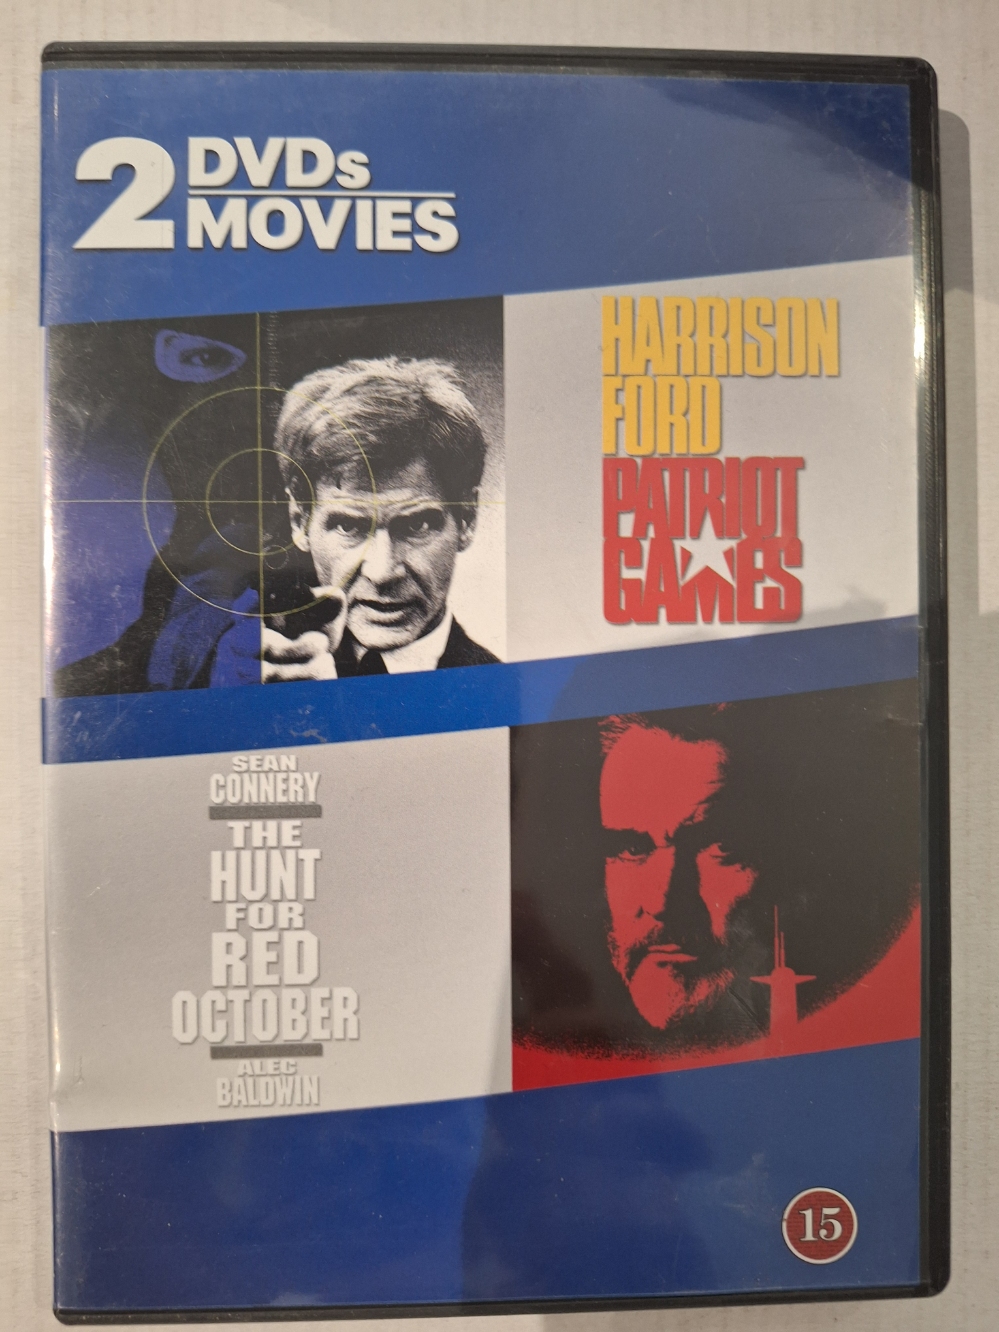 2 DVDs
MOVIES
HARRISON
FORD
PATRIOT
GAMES
SEAN
CONNERY
THE
HUNT
FOR
RED
OCTOBER
ALEC
BALDWIN
15